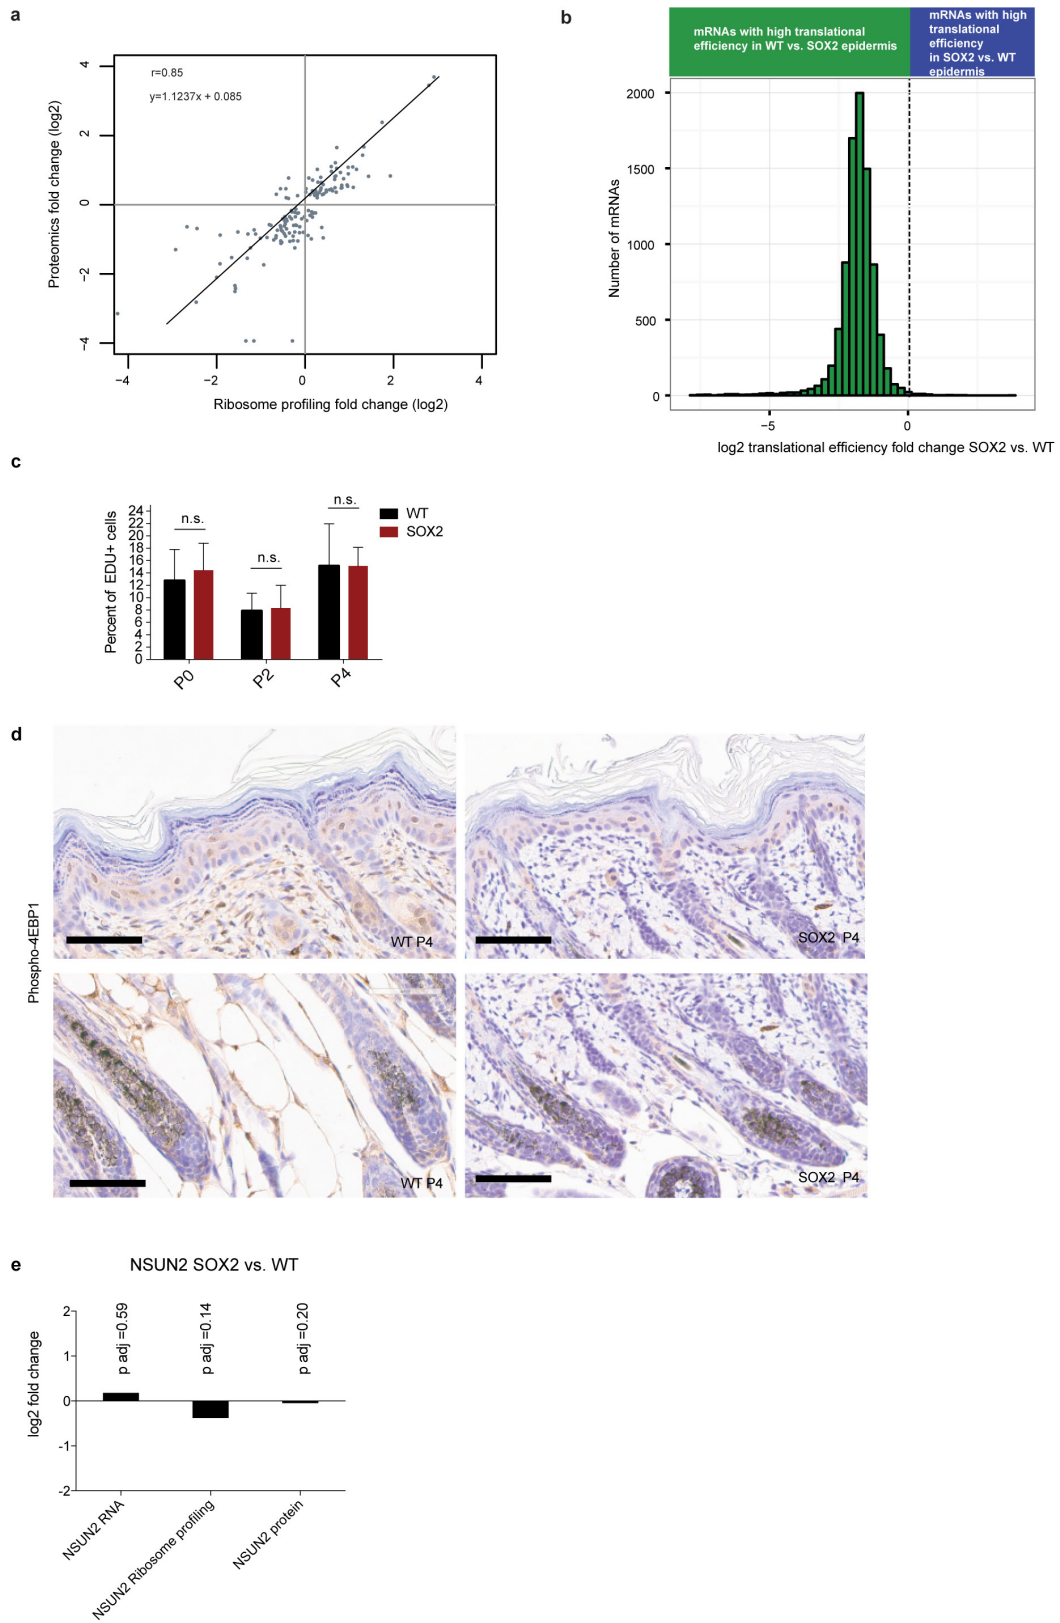 a
r=0.85
y=1.1237x + 0.085
4
2
0
−2
−4
Proteomics fold change (log2)
−4
−2
0
2
4
Ribosome profiling fold change (log2)
b
mRNAs with high translational
efficiency in WT vs. SOX2 epidermis
mRNAs with high
translational
efficiency
in SOX2 vs. WT
epidermis
2000
1500
1000
500
0
Number of mRNAs
−5
0
log2 translational efficiency fold change SOX2 vs. WT
c
24
22
20
18
16
14
12
10
8
6
4
2
0
Percent of EDU+ cells
n.s.
n.s.
n.s.
WT
SOX2
P0
P2
P4
d
Phospho-4EBP1
WT P4
SOX2 P4
WT P4
SOX2 P4
e
NSUN2 SOX2 vs. WT
2
1
0
-1
-2
log2 fold change
p adj =0.59
p adj =0.14
p adj =0.20
NSUN2 RNA
NSUN2 Ribosome profiling
NSUN2 protein